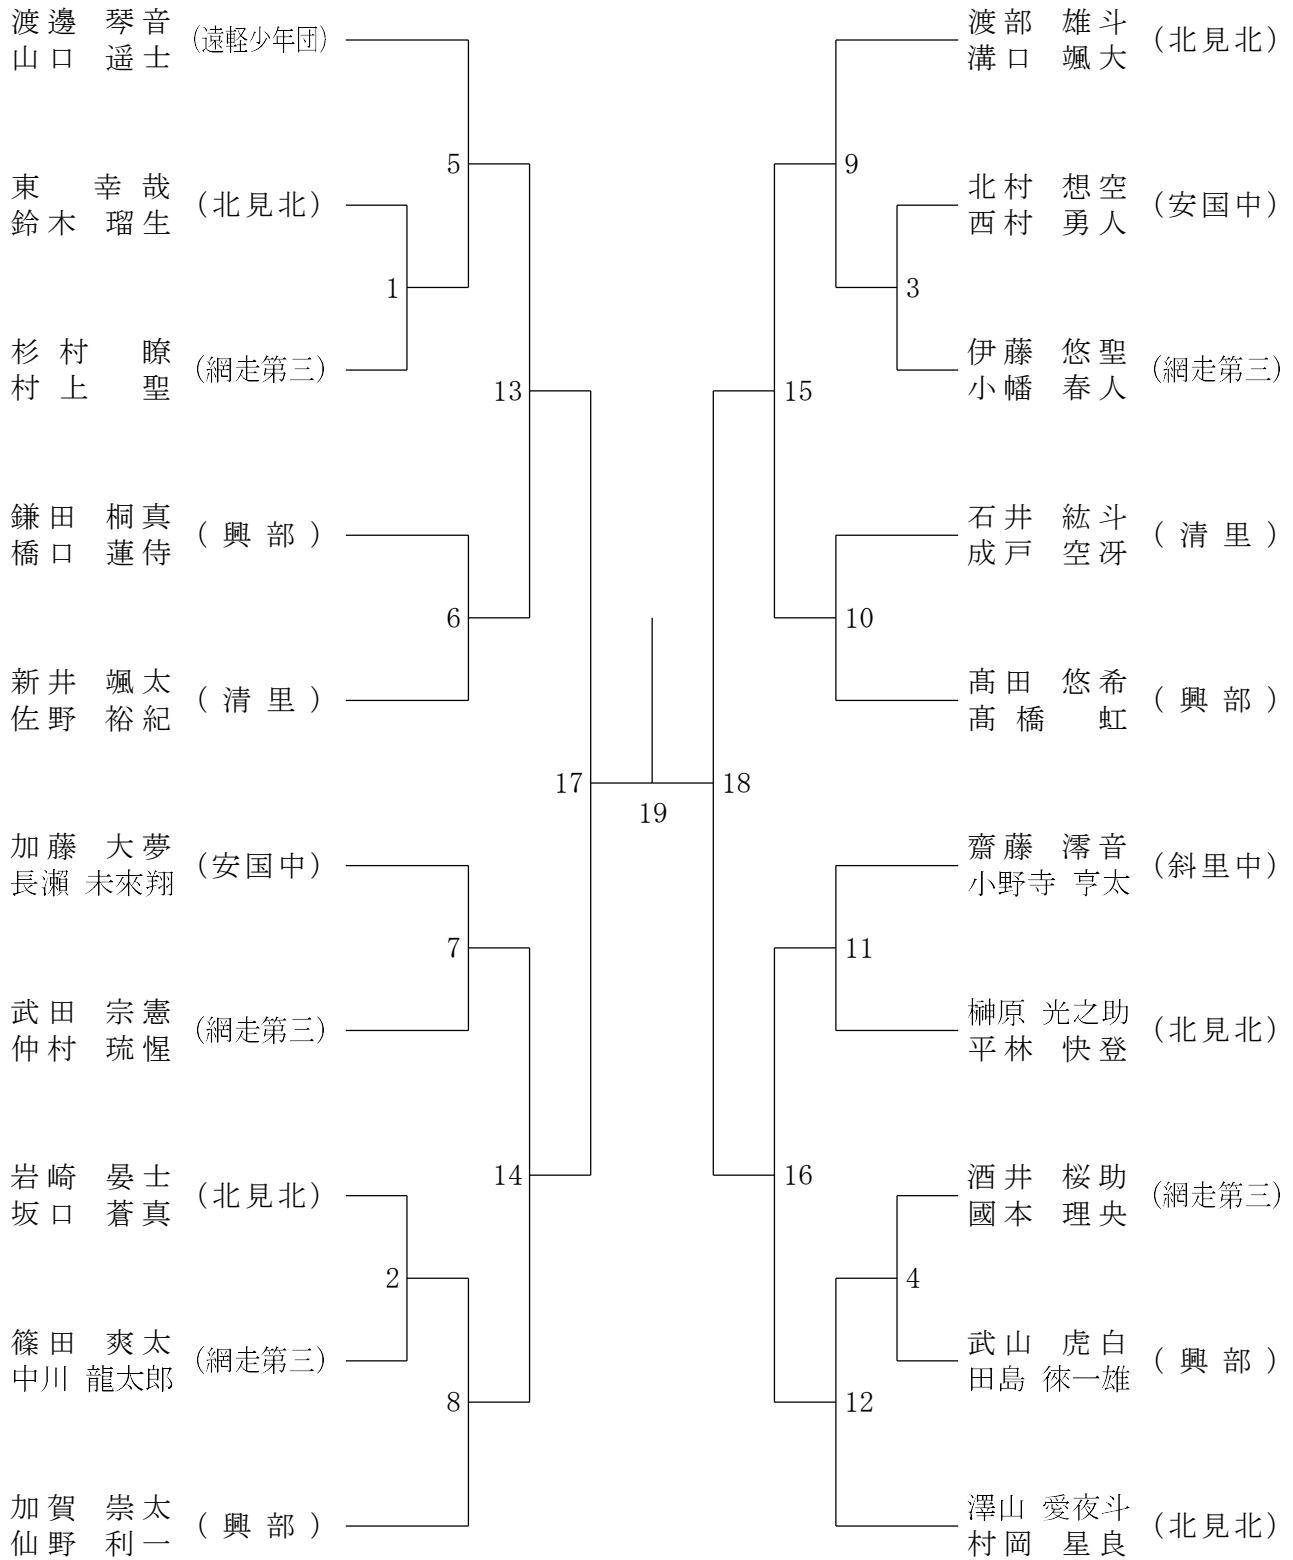 渡邊 琴音
山口 遥士
(遠軽少年団)
東 幸哉
鈴木 瑠生
(北見北)
杉村 瞭
村上 聖
(網走第三)
鎌田 桐真
橋口 蓮侍
(興部)
新井 颯太
佐野 裕紀
(清里)
加藤 大夢
長瀬 未來翔
(安国中)
武田 宗憲
仲村 琉惺
(網走第三)
岩崎 晏士
坂口 蒼真
(北見北)
篠田 爽太
中川 龍太郎
(網走第三)
加賀 崇太
仙野 利一
(興部)
5
1
13
6
17
7
14
2
8
19
9
3
15
10
18
11
16
4
12
渡部 雄斗
溝口 颯大
(北見北)
北村 想空
西村 勇人
(安国中)
伊藤 悠聖
小幡 春人
(網走第三)
石井 紘斗
成戸 空冴
(清里)
髙田 悠希
髙橋 虹
(興部)
齋藤 澪音
小野寺 亨太
(斜里中)
榊原 光之助
平林 快登
(北見北)
酒井 桜助
國本 理央
(網走第三)
武山 虎白
田島 徠一雄
(興部)
澤山 愛夜斗
村岡 星良
(北見北)